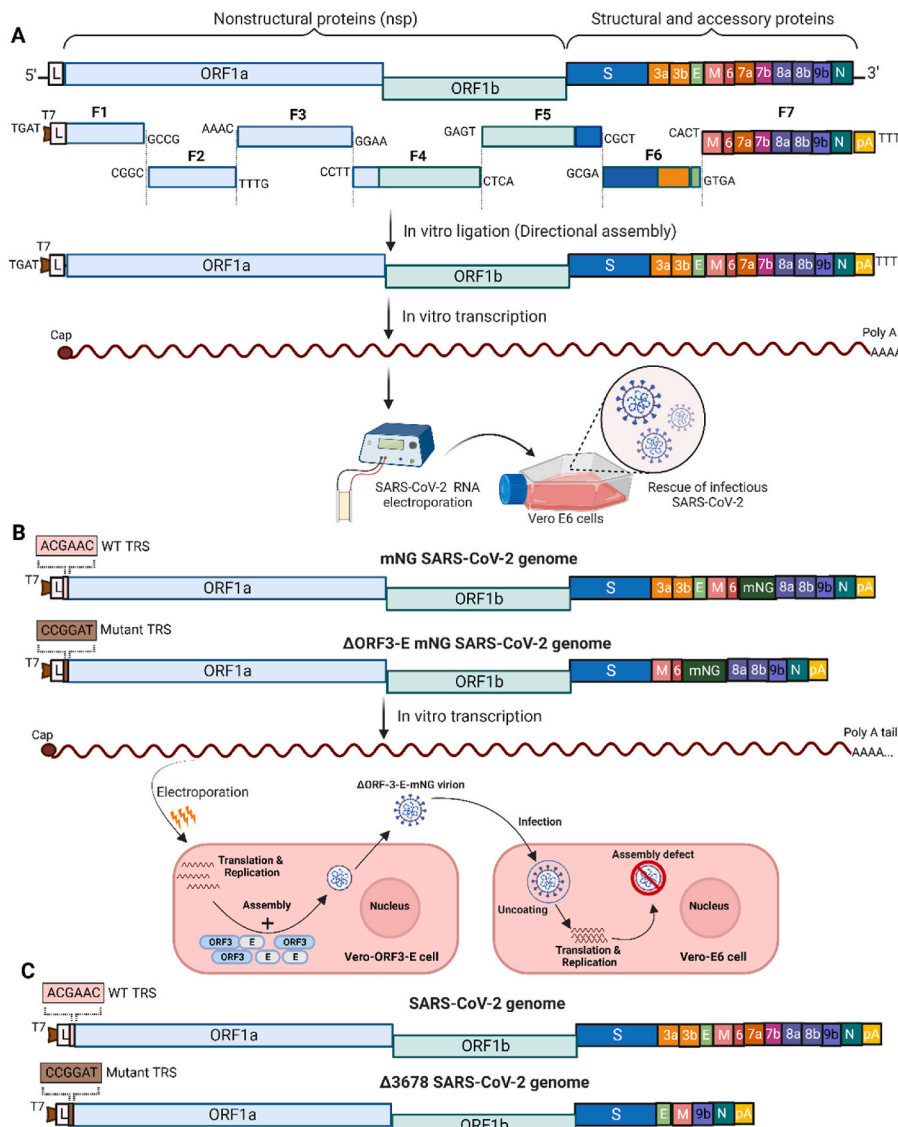 Nonstructural proteins (nsp) Structural and accessory proteins
A
5' L ORF1a ORF1b S 3a 3b E M 6 7a 7b 8a 8b 9b N 3'
T7 F1 F3 F5 F7
TGAT L GCCG AAAC GGAA GAGT CGCT CACT M 6 7a 7b 8a 8b 9b N pA TTT
CGGC F2 TTTG CCTT F4 CTCA GCGA F6 GTGA
In vitro ligation (Directional assembly)
T7
TGAT L ORF1a ORF1b S 3a 3b E M 6 7a 7b 8a 8b 9b N pA TTT
In vitro transcription
Cap Poly A
AAAA
SARS-CoV-2 RNA
electroporation
Vero E6 cells
Rescue of infectious
SARS-CoV-2
B
ACGAAC WT TRS
mNG SARS-CoV-2 genome
T7 L ORF1a ORF1b S 3a 3b E M 6 mNG 8a 8b 9b N pA
CCGGAT Mutant TRS
ΔORF3-E mNG SARS-CoV-2 genome
T7 L ORF1a ORF1b S M 6 mNG 8a 8b 9b N pA
In vitro transcription
Cap Poly A tail
AAAA...
Electroporation
ΔORF-3-E-mNG virion
Infection
Translation &
Replication
Assembly
+
ORF3 E ORF3
ORF3 E E
Nucleus
Vero-ORF3-E cell
Assembly defect
Uncoating
Translation &
Replication
Nucleus
Vero-E6 cell
C
ACGAAC WT TRS
SARS-CoV-2 genome
T7 L ORF1a ORF1b S 3a 3b E M 6 7a 7b 8a 8b 9b N pA
CCGGAT Mutant TRS
Δ3678 SARS-CoV-2 genome
T7 L ORF1a ORF1b S E M 9b N pA